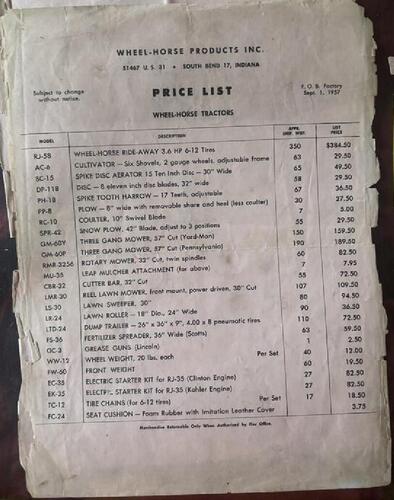 WHEEL-HORSE PRODUCTS INC.
51467 U.S. 31 • SOUTH BEND 17, INDIANA
Subject to change
without notice.
PRICE LIST
F. O. B. Factory
Sept. 1, 1957
WHEEL-HORSE TRACTORS
MODEL DESCRIPTION APPR. SHIP. WGT. LIST PRICE
RJ-58 WHEEL-HORSE RIDE-AWAY 3.6 HP 6-12 Tires 350 $384.50
AC-6 CULTIVATOR — Six Shovels, 2 gauge wheels, adjustable frame 63 29.50
SC-15 SPIKE DISC AERATOR 15 Ten Inch Disc — 30" Wide 65 49.50
DP-11B DISC — 8 eleven inch disc blades, 32" wide 58 29.50
PH-18 SPIKE TOOTH HARROW — 17 Teeth, adjustable 67 36.50
PP-8 PLOW — 8" wide with removable share and heel (less coulter) 30 27.50
RC-10 COULTER, 10" Swivel Blade
SPR-42 SNOW PLOW, 42" Blade, adjust to 3 positions 55 29.50
GM-60Y THREE GANG MOWER, 57" Cut (Yard-Man) 150 159.50
GM-60P THREE GANG MOWER, 57" Cut (Pennsylvania) 190 189.50
RMR-3256 ROTARY MOWER, 32" Cut, twin spindles 60 82.50
MU-35 LEAF MULCHER ATTACHMENT (for above) 7 7.95
CBR-32 CUTTER BAR, 32" Cut 55 72.50
LMR-30 REEL LAWN MOWER, front mount, power driven, 30" Cut 107 109.50
LS-30 LAWN SWEEPER, 30" 80 94.50
LR-24 LAWN ROLLER — 18" Dia., 24" Wide 90 36.50
LTD-24 DUMP TRAILER — 26" x 36" x 9", 4.00 x 8 pneumatic tires 110 72.50
FS-36 FERTILIZER SPREADER, 36" Wide (Scotts) 63 59.50
GC-3 GREASE GUNS (Lincoln) 1 2.50
WW-12 WHEEL WEIGHT, 20 lbs. each Per Set 40 12.00
FW-60 FRONT WEIGHT 60 19.50
EC-35 ELECTRIC STARTER KIT for RJ-35 (Clinton Engine) 27 82.50
EK-35 ELECTRIC STARTER KIT for RJ-35 (Kohler Engine) 27 82.50
TC-12 TIRE CHAINS (for 6-12 tires) Per Set 17 18.50
FC-24 SEAT CUSHION — Foam Rubber with Imitation Leather Cover 3.75
Merchandise Returnable Only When Authorized by Our Office.